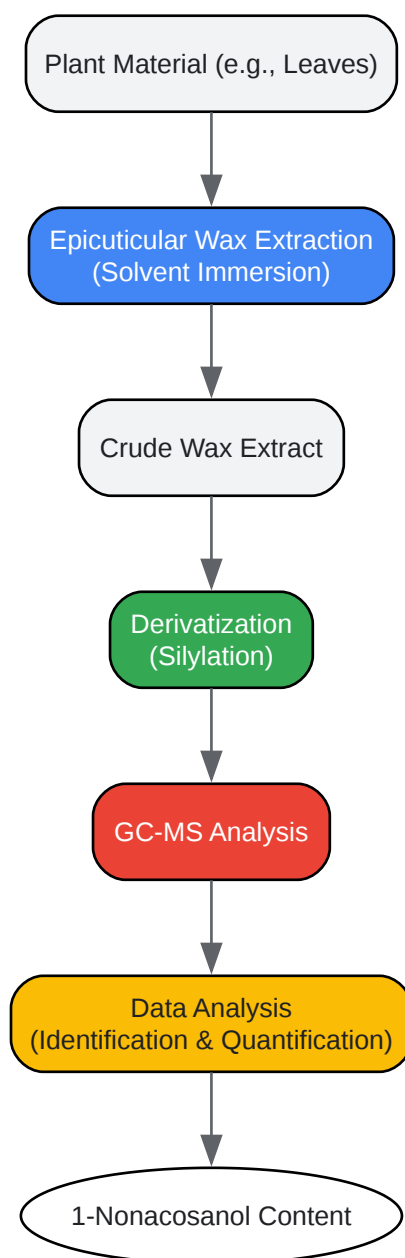 Plant Material (e.g., Leaves)
Epicuticular Wax Extraction
(Solvent Immersion)
Crude Wax Extract
Derivatization
(Silylation)
GC-MS Analysis
Data Analysis
(Identification & Quantification)
1-Nonacosanol Content